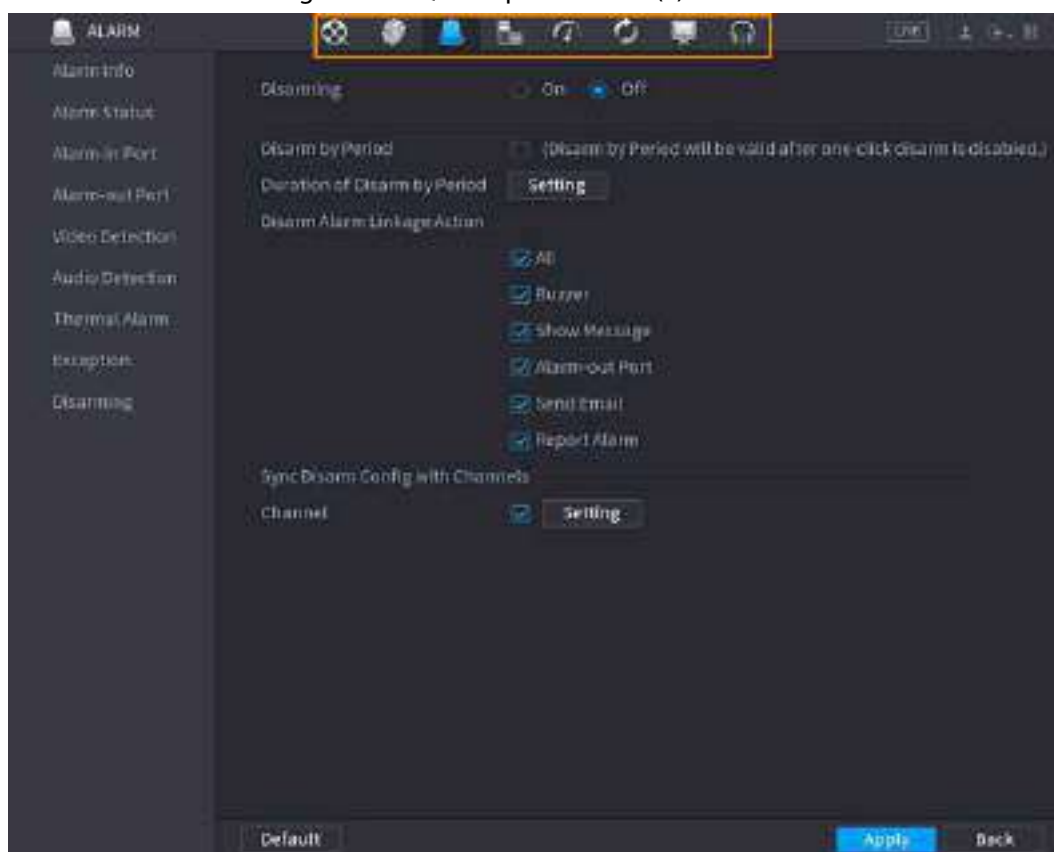 ALARM
LIVE
Alarm Info
Alarm Status
Alarm-in Port
Alarm-out Port
Video Detection
Audio Detection
Thermal Alarm
Exception
Disarming
Disarming On Off
Disarm by Period (Disarm by Period will be valid after one-click disarm is disabled.)
Duration of Disarm by Period Setting
Disarm Alarm Linkage Action
All
Buzzer
Show Message
Alarm-out Port
Send Email
Report Alarm
Sync Disarm Config with Channels
Channel Setting
Default Apply Back